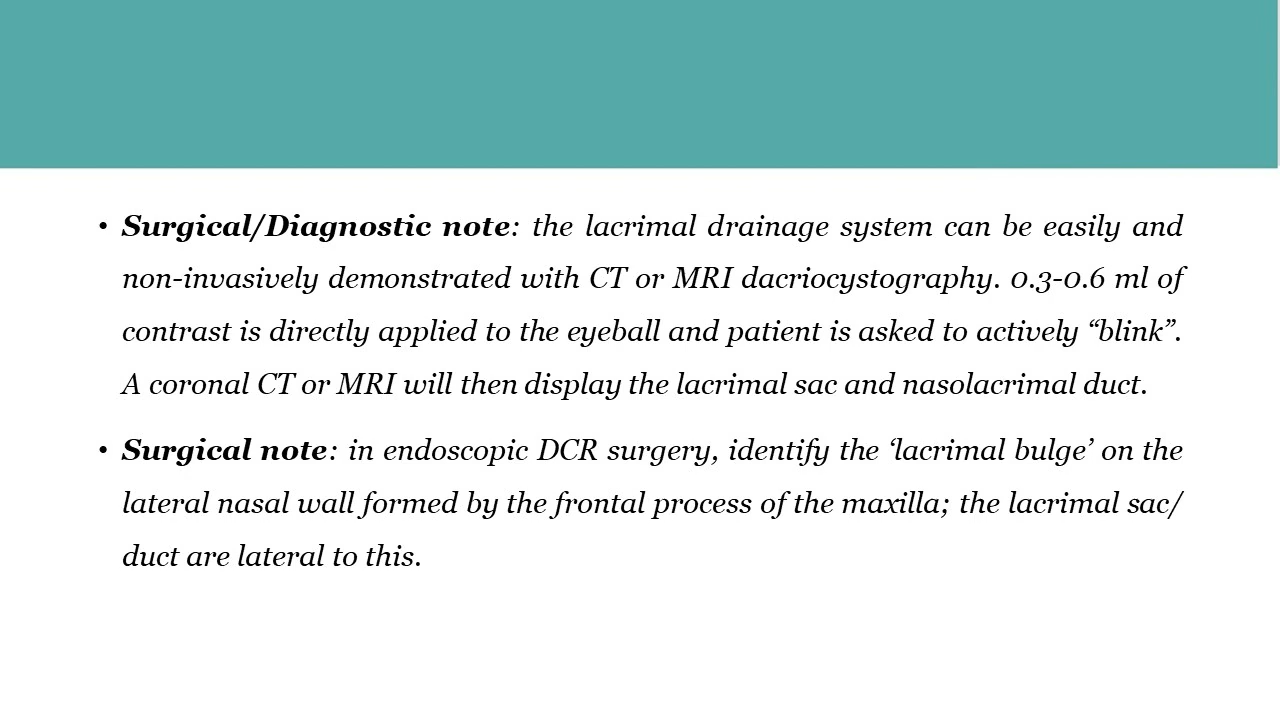 • Surgical/Diagnostic note: the lacrimal drainage system can be easily and
non-invasively demonstrated with CT or MRI dacriocystography. 0.3-0.6 ml of
contrast is directly applied to the eyeball and patient is asked to actively “blink”.
A coronal CT or MRI will then display the lacrimal sac and nasolacrimal duct.
• Surgical note: in endoscopic DCR surgery, identify the ‘lacrimal bulge’ on the
lateral nasal wall formed by the frontal process of the maxilla; the lacrimal sac/
duct are lateral to this.